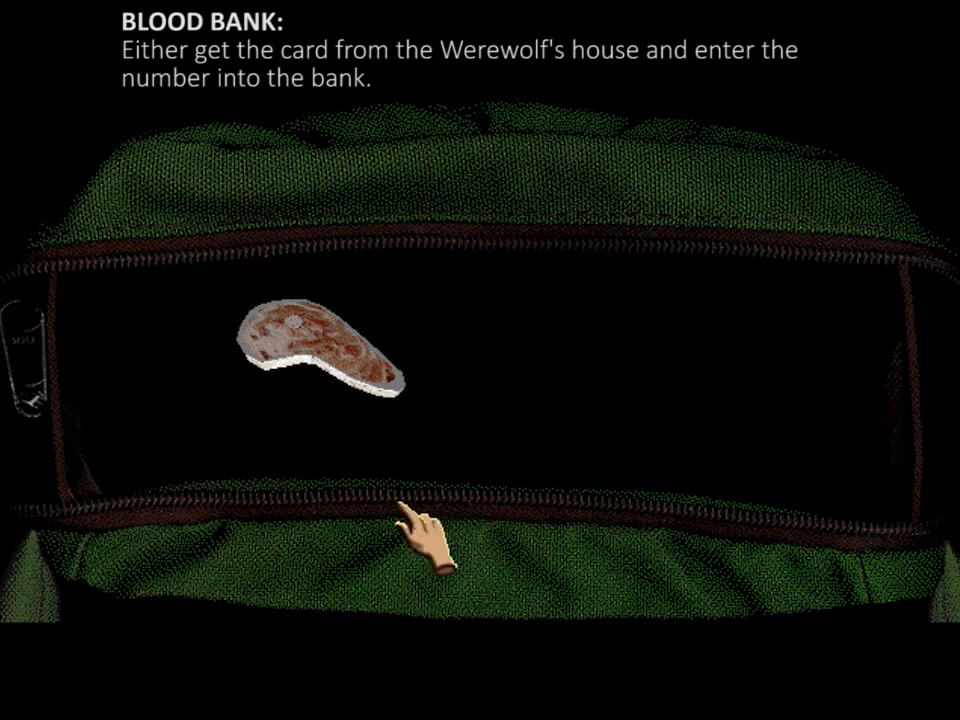 BLOOD BANK:
Either get the card from the Werewolf's house and enter the
number into the bank.